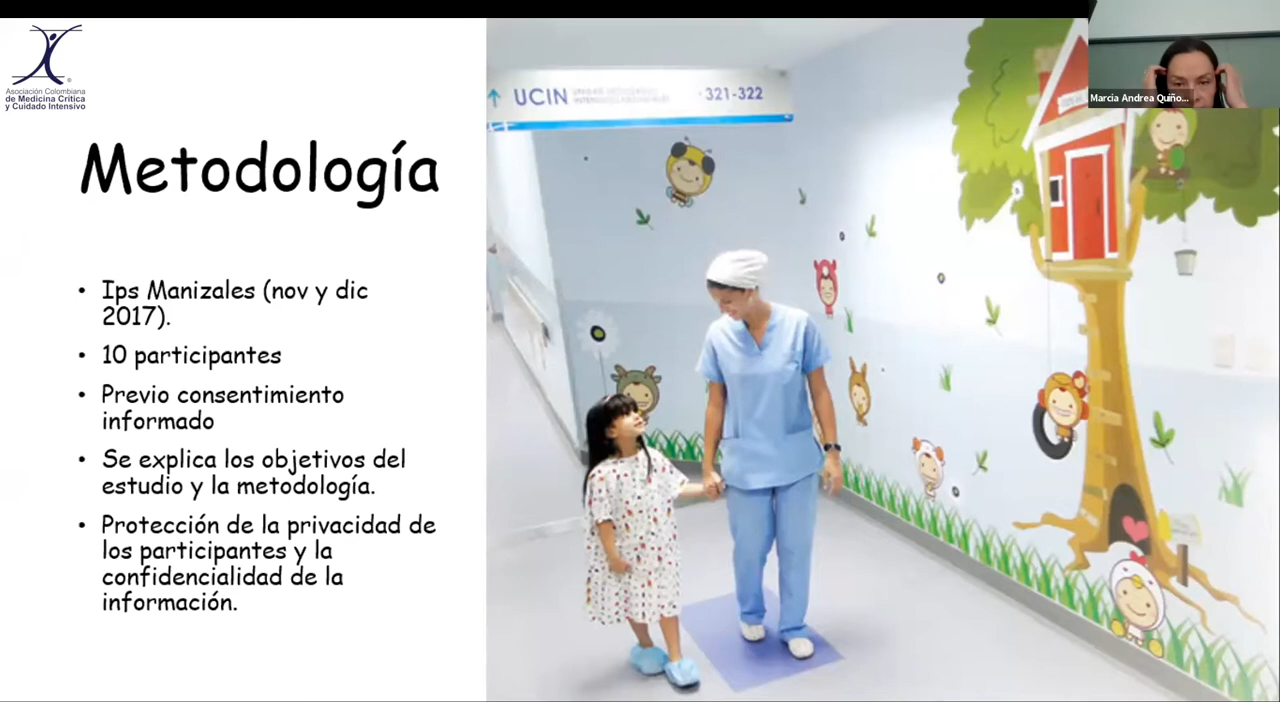 Asociación Colombiana
de Medicina Crítica
y Cuidado Intensivo
Metodología
• Ips Manizales (nov y dic
2017).
• 10 participantes
• Previo consentimiento
informado
• Se explica los objetivos del
estudio y la metodología.
• Protección de la privacidad de
los participantes y la
confidencialidad de la
información.
UCIN
321-322
Marcia Andrea Quiño...